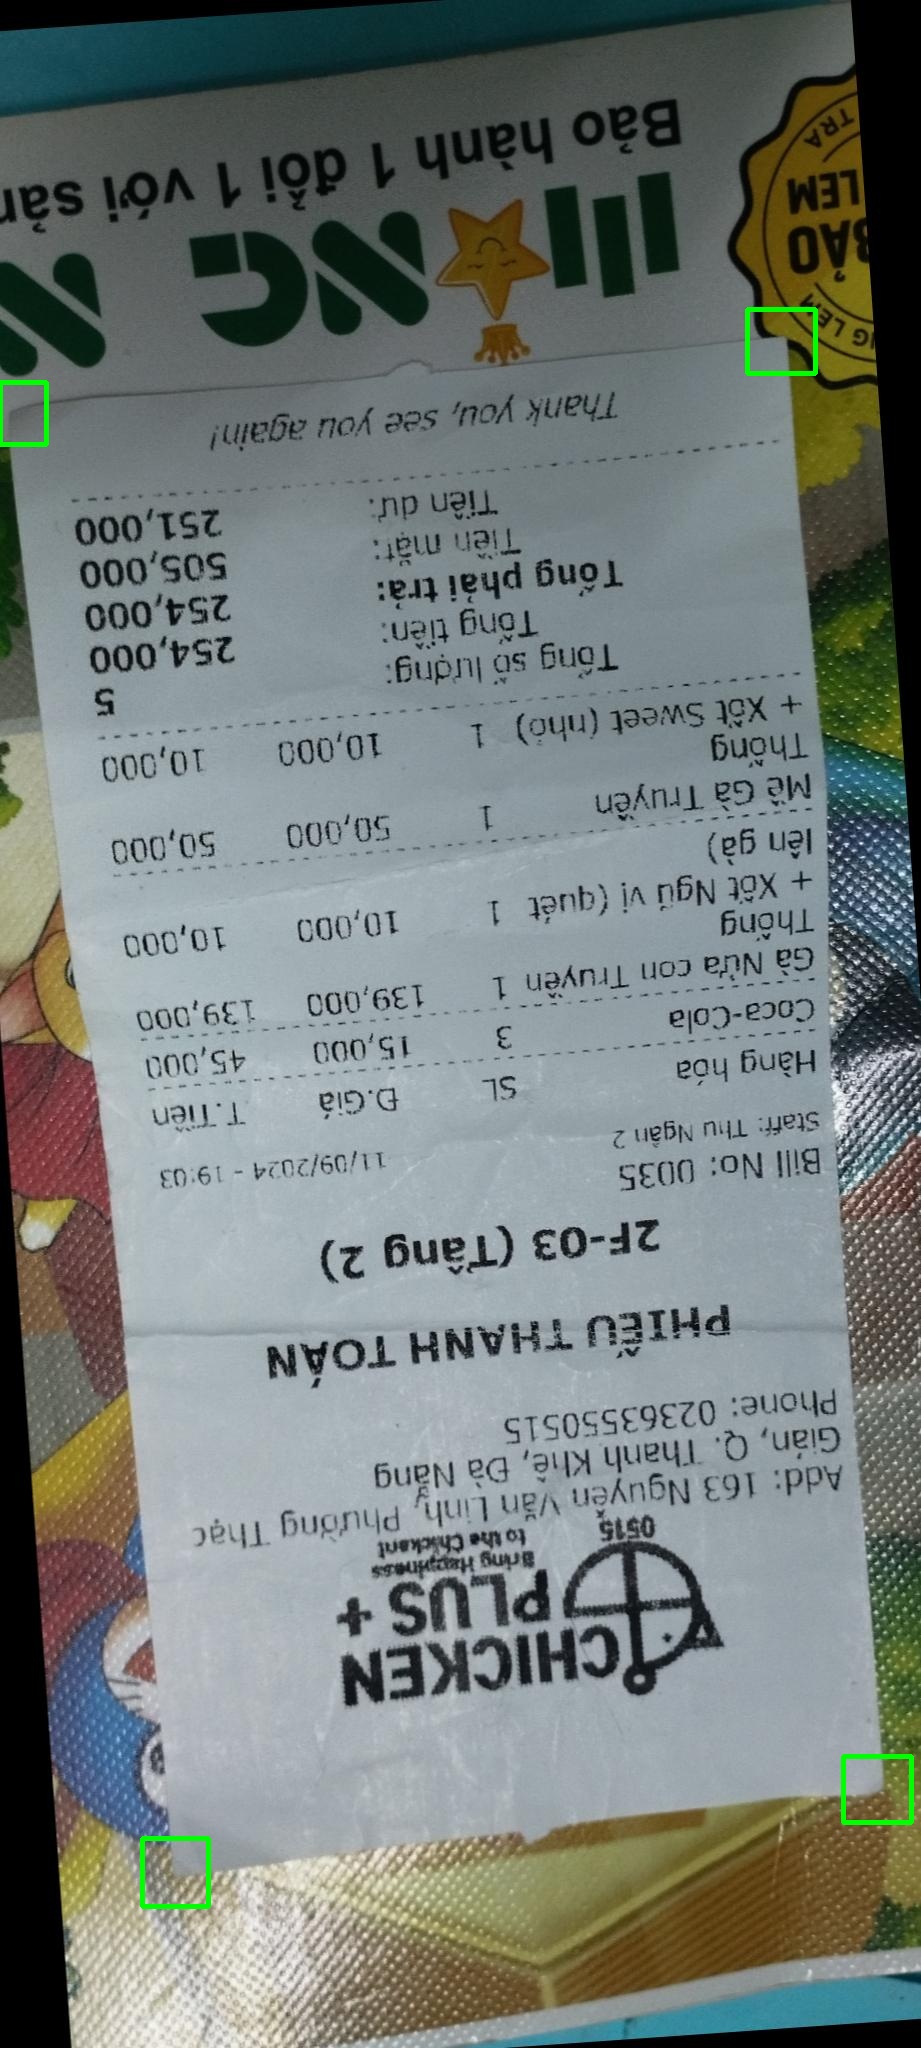 CHICKEN
PLUS +
Bring Happiness
to the Chickent
0515
Add: 163 Nguyễn Văn Linh, Phường Thạc
Gián, Q. Thanh Khê, Đà Nẵng
Phone: 02363550515
PHIẾU THANH TOÁN
2F-03 (Tầng 2)
Bill No: 0035
Staff: Thu Ngân 2 11/09/2024 - 19:03
Hàng hóa SL Đ.Giá T.Tiền
Coca-Cola 3 15,000 45,000
Gà Nửa con Truyền 1 139,000 139,000
Thống
+ Xốt Ngũ vị (quét 1 10,000 10,000
lên gà)
Mề Gà Truyền 1 50,000 50,000
Thống
+ Xốt Sweet (nhỏ) 1 10,000 10,000
Tổng số lượng: 5
Tổng tiền: 254,000
Tổng phải trả: 254,000
Tiền mặt: 505,000
Tiền dư: 251,000
Thank you, see you again!
NG N
Bảo hành 1 đổi 1 với sản
BẢO
LEM
TRẢ